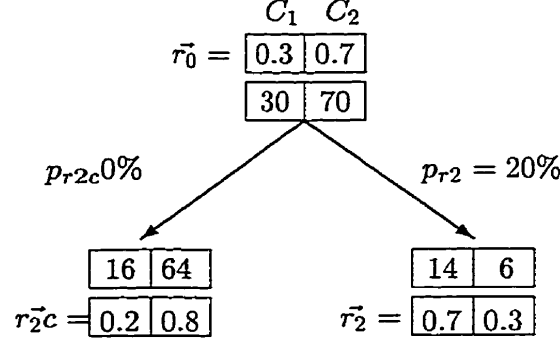 C₁ C₂
r⃗₀ = 0.3 0.7
30 70
pᵣ₂c0% pᵣ₂ = 20%
16 64 14 6
r⃗₂c = 0.2 0.8 r⃗₂ = 0.7 0.3